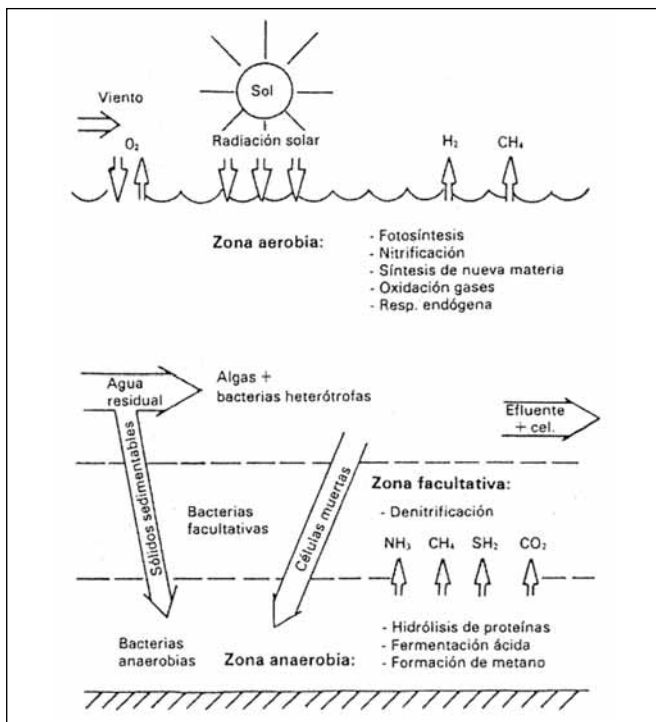 Sol
Viento
O₂
Radiación solar
H₂
CH₄
Zona aerobia:
- Fotosíntesis
- Nitrificación
- Síntesis de nueva materia
- Oxidación gases
- Resp. endógena
Agua
residual
Algas +
bacterias heterótrofas
Efluente
+ cel.
Sólidos sedimentables
Células muertas
Zona facultativa:
Bacterias
facultativas
- Denitrificación
NH₃
CH₄
SH₂
CO₂
Bacterias
anaerobias
Zona anaerobia:
- Hidrólisis de proteínas
- Fermentación ácida
- Formación de metano